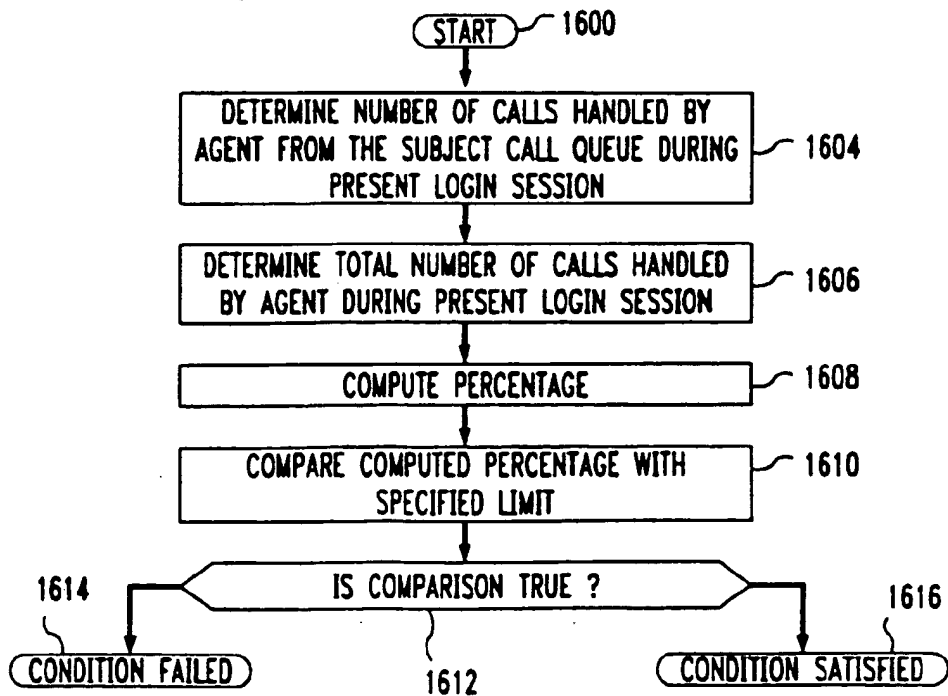 START
1600
DETERMINE NUMBER OF CALLS HANDLED BY
AGENT FROM THE SUBJECT CALL QUEUE DURING
PRESENT LOGIN SESSION
1604
DETERMINE TOTAL NUMBER OF CALLS HANDLED
BY AGENT DURING PRESENT LOGIN SESSION
1606
COMPUTE PERCENTAGE
1608
COMPARE COMPUTED PERCENTAGE WITH
SPECIFIED LIMIT
1610
IS COMPARISON TRUE ?
1612
1614
CONDITION FAILED
1616
CONDITION SATISFIED